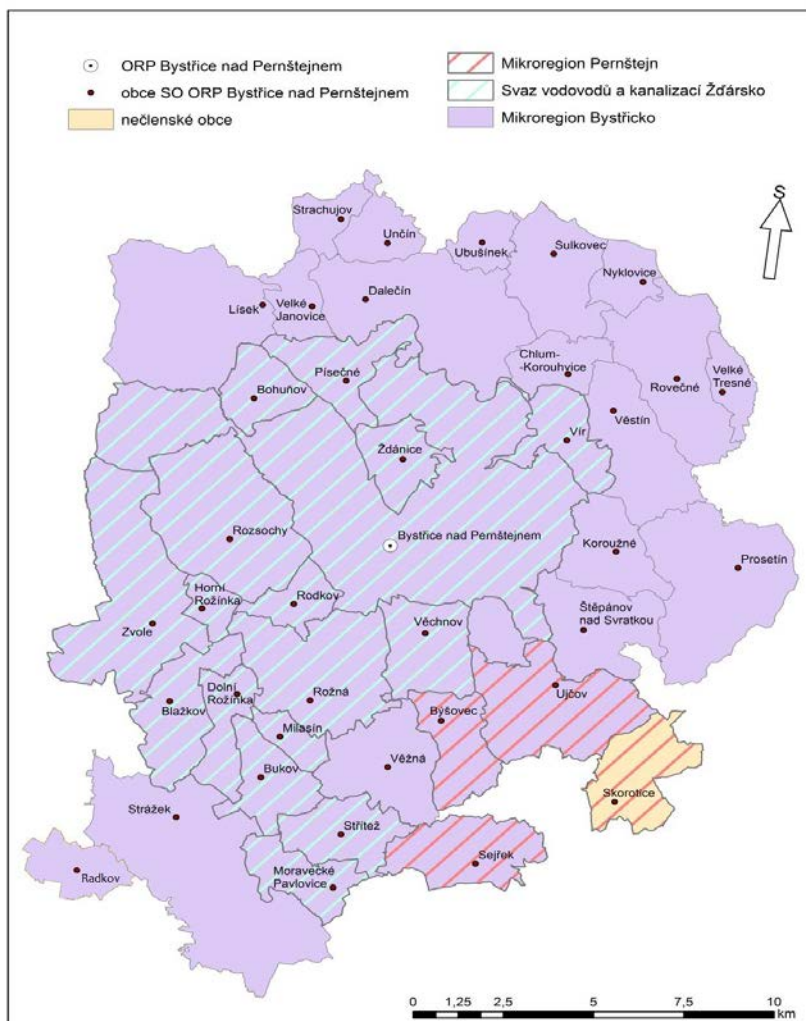 ORP Bystřice nad Pernštejnem
obce SO ORP Bystřice nad Pernštejnem
nečlenské obce
Mikroregion Pernštejn
Svaz vodovodů a kanalizací Žďársko
Mikroregion Bystřicko
S
Strachujov
Unčín
Ubušínek
Šulkovec
Nyklovice
Lísek
Velké
Janovice
Dalečín
Chlum-
-Korouhvice
Rovečné
Velké
Tresné
Písečné
Bohuňov
Vír
Věstín
Ždánice
Rozsochy
Bystřice nad Pernštejnem
Koroužné
Prosetín
Horní
Rožínka
Rodkov
Zvole
Věchnov
Štěpánov
nad Svratkou
Dolní
Rožínka
Rožná
Blažkov
Ujčov
Býšovec
Milasín
Bukov
Věžná
Skorotice
Strážek
Střítež
Sejřek
Radkov
Moravecké
Pavlovice
0 1,25 2,5 5 7,5 10
km